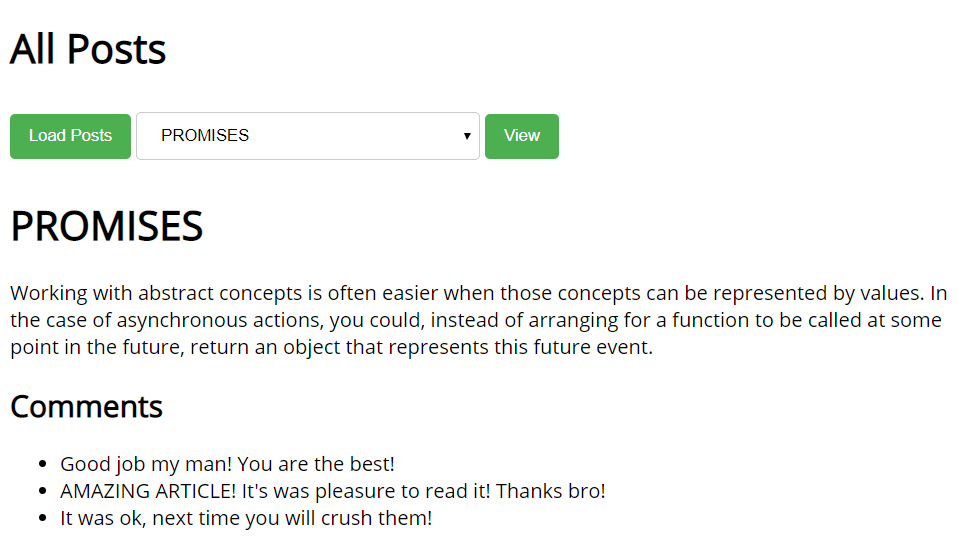 All Posts
Load Posts PROMISES View
PROMISES
Working with abstract concepts is often easier when those concepts can be represented by values. In
the case of asynchronous actions, you could, instead of arranging for a function to be called at some
point in the future, return an object that represents this future event.
Comments
Good job my man! You are the best!
AMAZING ARTICLE! It's was pleasure to read it! Thanks bro!
It was ok, next time you will crush them!